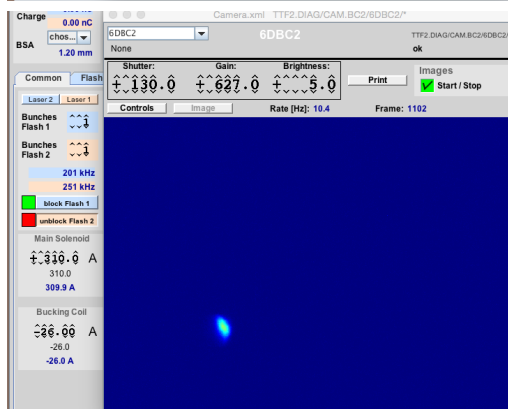 Camera.xml TTF2.DIAG/CAM.BC2/6DBC2/*
Charge
0.00 nC
chos...
BSA
1.20 mm
6DBC2
6DBC2
TTF2.DIAG/CAM.BC2/6DBC2/
None
ok
Shutter: Gain: Brightness:
+ 130.0 + 627.0 + 5.0
Print
Images
Start / Stop
Controls
Image
Rate [Hz]: 10.4
Frame: 1102
Common Flash
Laser 2 Laser 1
Bunches
Flash 1
1
Bunches
Flash 2
1
201 kHz
251 kHz
block Flash 1
unblock Flash 2
Main Solenoid
+310.0 A
310.0
309.9 A
Bucking Coil
-26.00 A
-26.0
-26.0 A